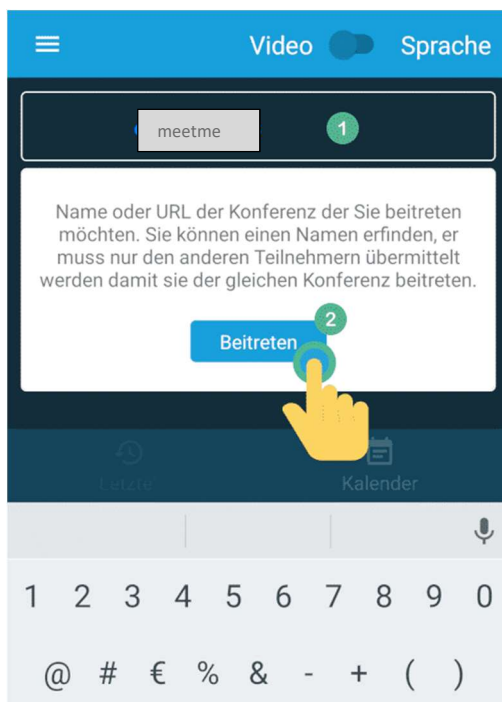 Video Sprache
meetme 1
Name oder URL der Konferenz der Sie beitreten
möchten. Sie können einen Namen erfinden, er
muss nur den anderen Teilnehmern übermittelt
werden damit sie der gleichen Konferenz beitreten.
2
Beitreten
Letzte Kalender
1 2 3 4 5 6 7 8 9 0
@ # € % & - + ( )